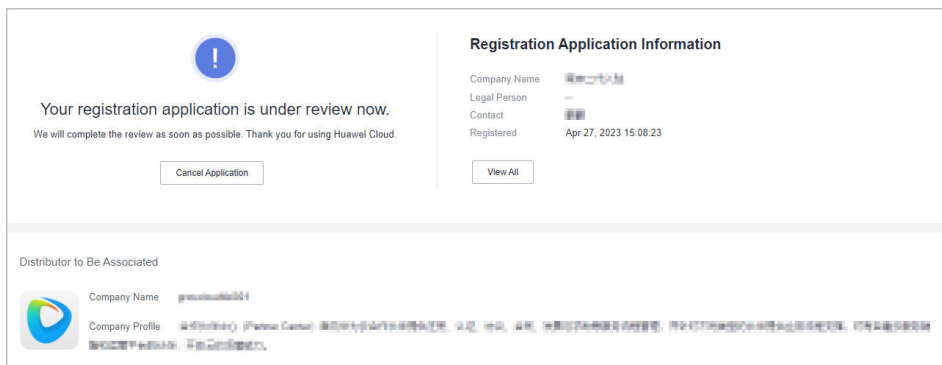 Your registration application is under review now.
We will complete the review as soon as possible. Thank you for using Huawei Cloud.
Cancel Application
Registration Application Information
Company Name
Legal Person --
Contact
Registered Apr 27, 2023 15:08:23
View All
Distributor to Be Associated
Company Name
Company Profile